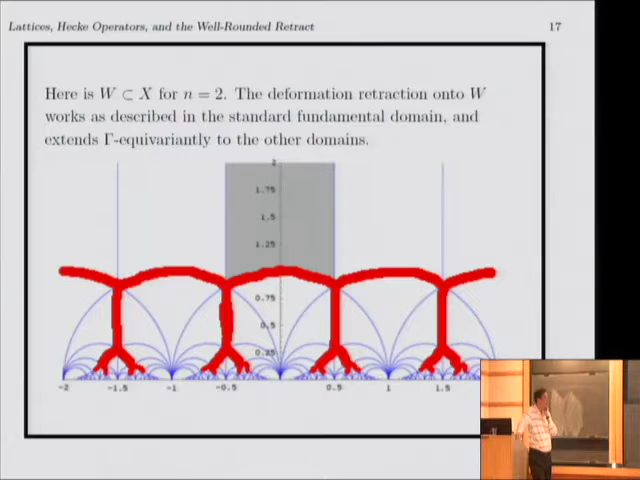 Lattices, Hecke Operators, and the Well-Rounded Retract 17
Here is W ⊂ X for n = 2. The deformation retraction onto W
works as described in the standard fundamental domain, and
extends Γ-equivariantly to the other domains.
2
1.75
1.5
1.25
0.75
0.5
0.25
-2 -1.5 -1 -0.5 0.5 1 1.5